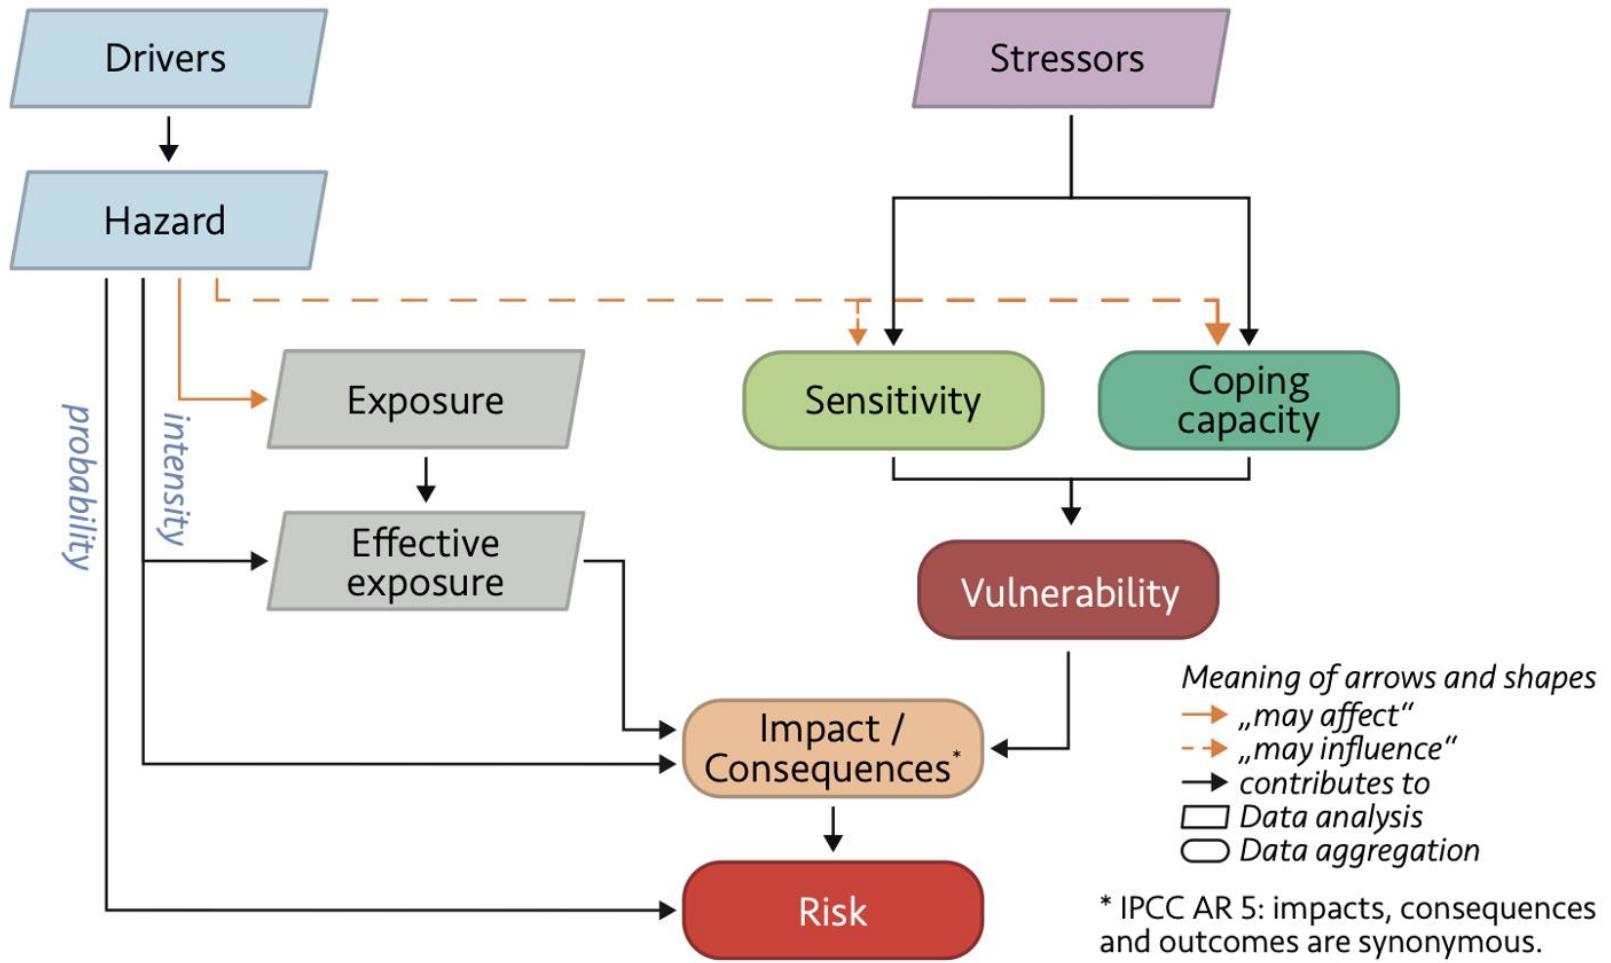 Drivers
Stressors
Hazard
Exposure
Sensitivity
Coping
capacity
probability
intensity
Effective
exposure
Vulnerability
Impact /
Consequences*
Risk
Meaning of arrows and shapes
„may affect“
„may influence“
contributes to
Data analysis
Data aggregation
* IPCC AR 5: impacts, consequences
and outcomes are synonymous.